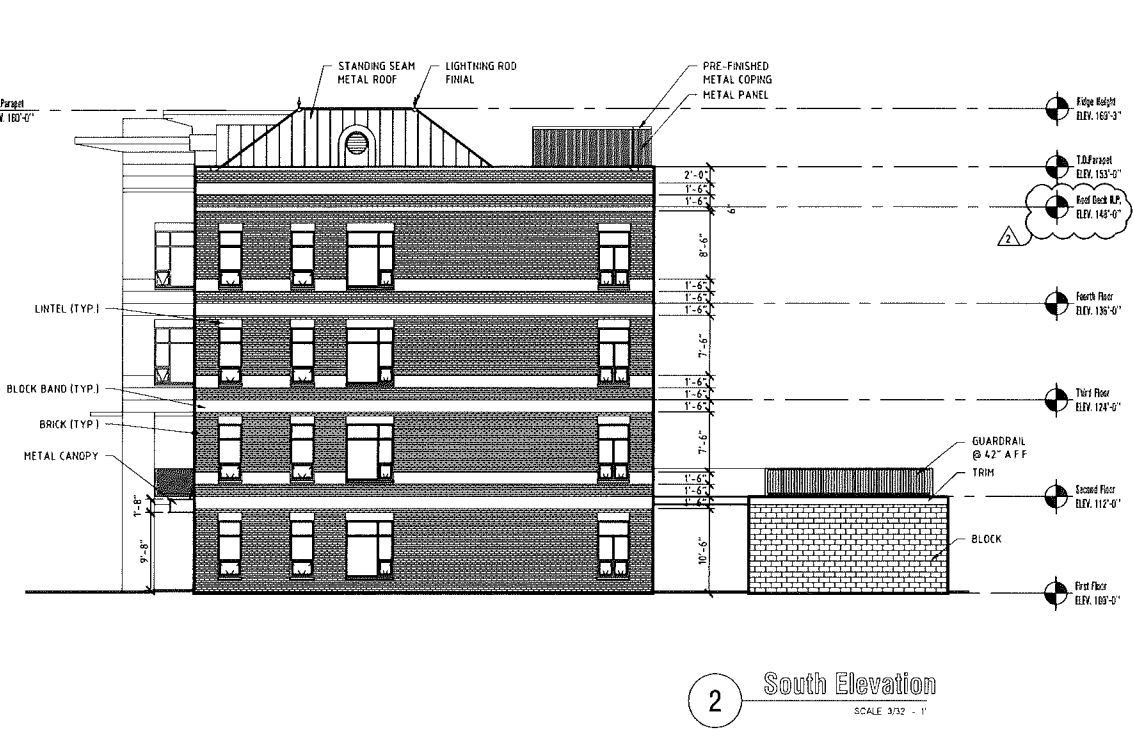 STANDING SEAM
METAL ROOF
LIGHTNING ROD
FINIAL
PRE-FINISHED
METAL COPING
METAL PANEL
Parapet
160'-0"
Ridge Height
ELEV. 160'-3"
T.O.Parapet
ELEV. 153'-0"
Roof Deck H.P.
ELEV. 148'-0"
2
2'-0"
1'-6"
1'-6"
6"
8'-6"
1'-6"
1'-6"
1'-6"
Fourth Floor
ELEV. 136'-0"
LINTEL (TYP.)
7'-6"
1'-6"
1'-6"
1'-6"
Third Floor
ELEV. 124'-0"
BLOCK BAND (TYP.)
BRICK (TYP.)
METAL CANOPY
7'-6"
1'-6"
1'-6"
1'-6"
GUARDRAIL
@ 42" A F F
TRIM
Second Floor
ELEV. 112'-0"
1'-8"
9'-8"
10'-6"
BLOCK
First Floor
ELEV. 100'-0"
2
South Elevation
SCALE 3/32 - 1'